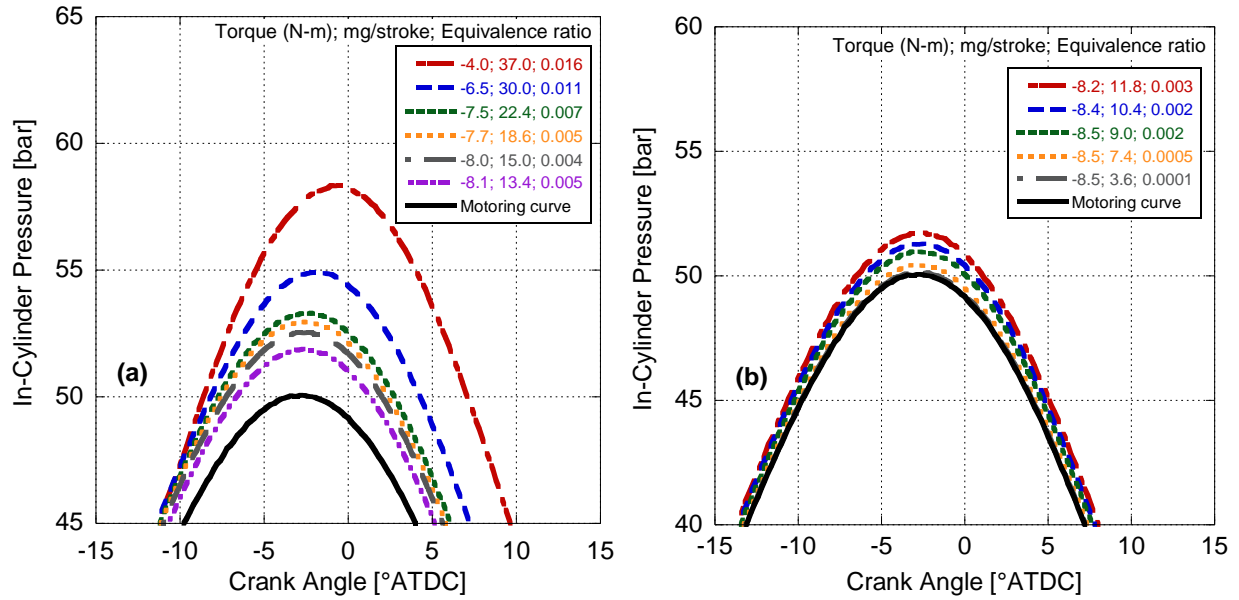 65
60
55
50
45
In-Cylinder Pressure [bar]
Torque (N-m); mg/stroke; Equivalence ratio
-4.0; 37.0; 0.016
-6.5; 30.0; 0.011
-7.5; 22.4; 0.007
-7.7; 18.6; 0.005
-8.0; 15.0; 0.004
-8.1; 13.4; 0.005
Motoring curve
(a)
-15 -10 -5 0 5 10 15
Crank Angle [°ATDC]
60
55
50
45
40
In-Cylinder Pressure [bar]
Torque (N-m); mg/stroke; Equivalence ratio
-8.2; 11.8; 0.003
-8.4; 10.4; 0.002
-8.5; 9.0; 0.002
-8.5; 7.4; 0.0005
-8.5; 3.6; 0.0001
Motoring curve
(b)
-15 -10 -5 0 5 10 15
Crank Angle [°ATDC]